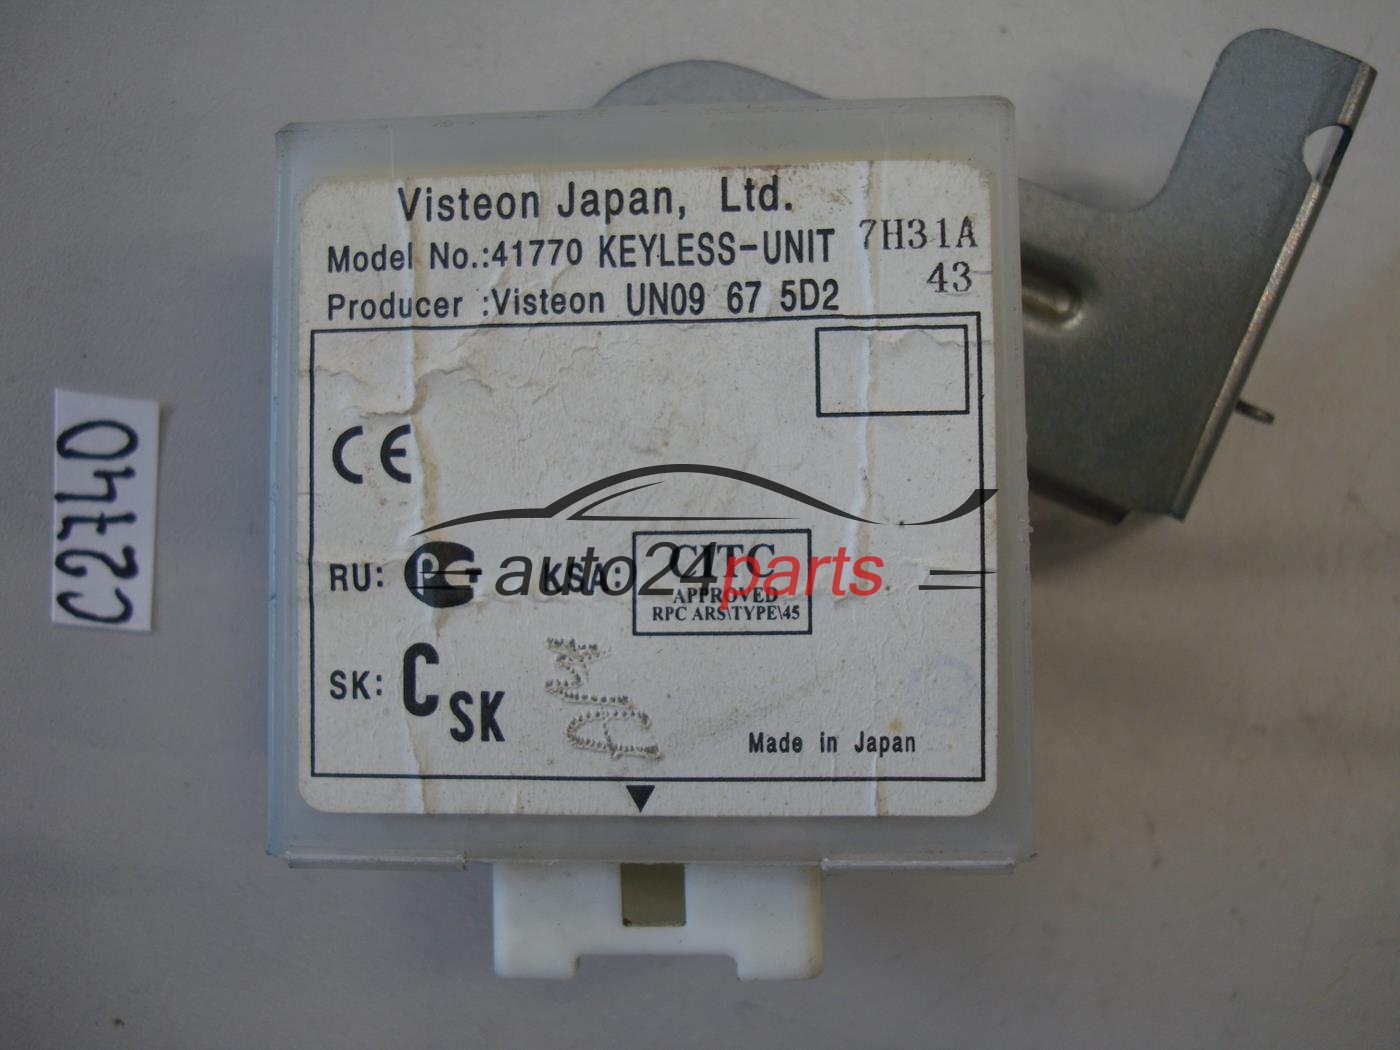 Visteon Japan, Ltd.
Model No.:41770 KEYLESS-UNIT 7H31A
43
Producer :Visteon UN09 67 5D2
CE
RU: P
KSA: CITC
APPROVED
RPC ARS\TYPE\45
auto24parts
SK: CSK
Made in Japan
C2740